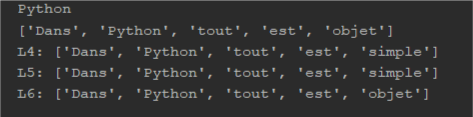 Python
['Dans', 'Python', 'tout', 'est', 'objet']
L4: ['Dans', 'Python', 'tout', 'est', 'simple']
L5: ['Dans', 'Python', 'tout', 'est', 'simple']
L6: ['Dans', 'Python', 'tout', 'est', 'objet']